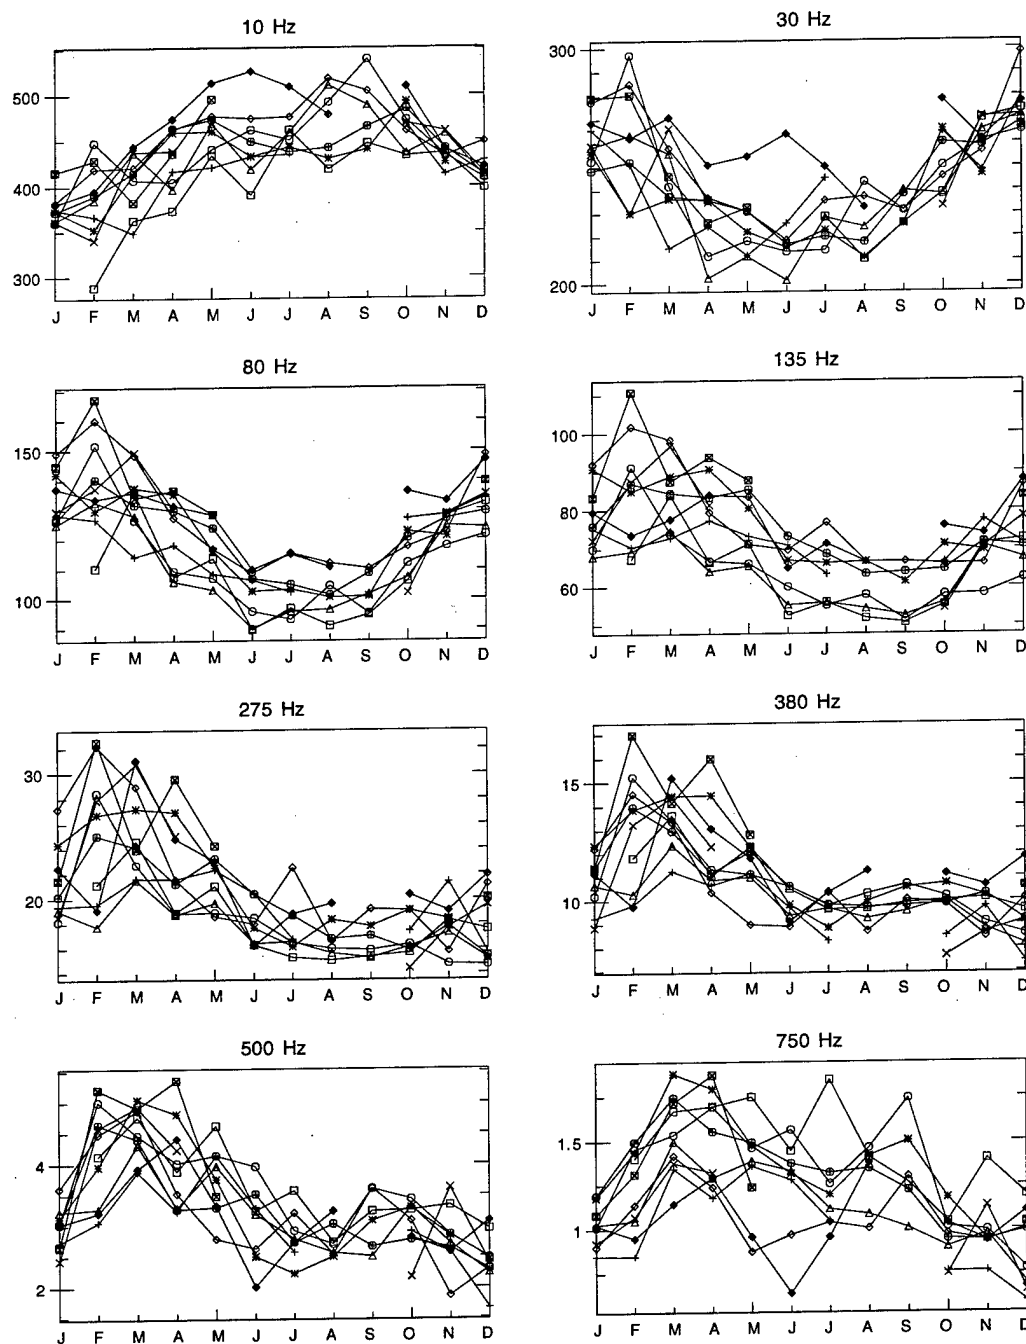 10 Hz
30 Hz
500
400
300
J F M A M J J A S O N D
300
200
J F M A M J J A S O N D
80 Hz
135 Hz
150
100
J F M A M J J A S O N D
100
80
60
J F M A M J J A S O N D
275 Hz
380 Hz
30
20
J F M A M J J A S O N D
15
10
J F M A M J J A S O N D
500 Hz
750 Hz
4
2
J F M A M J J A S O N D
1.5
1
J F M A M J J A S O N D